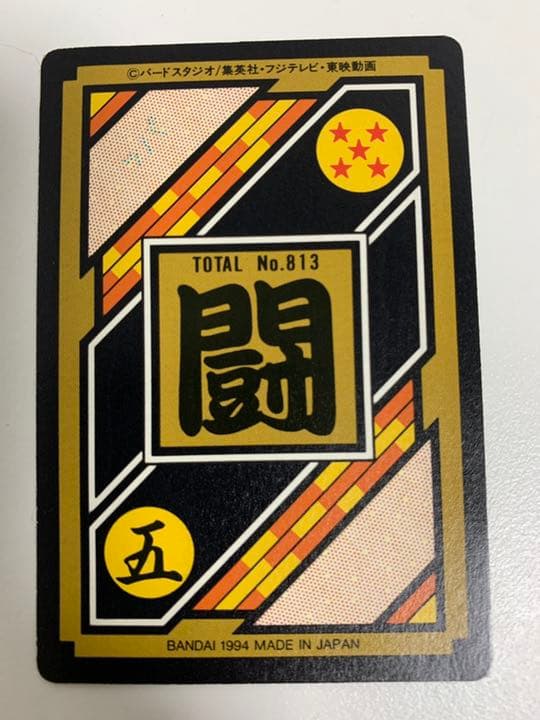 ©バードスタジオ/集英社・フジテレビ・東映動画
TOTAL No.813
闘
五
BANDAI 1994 MADE IN JAPAN